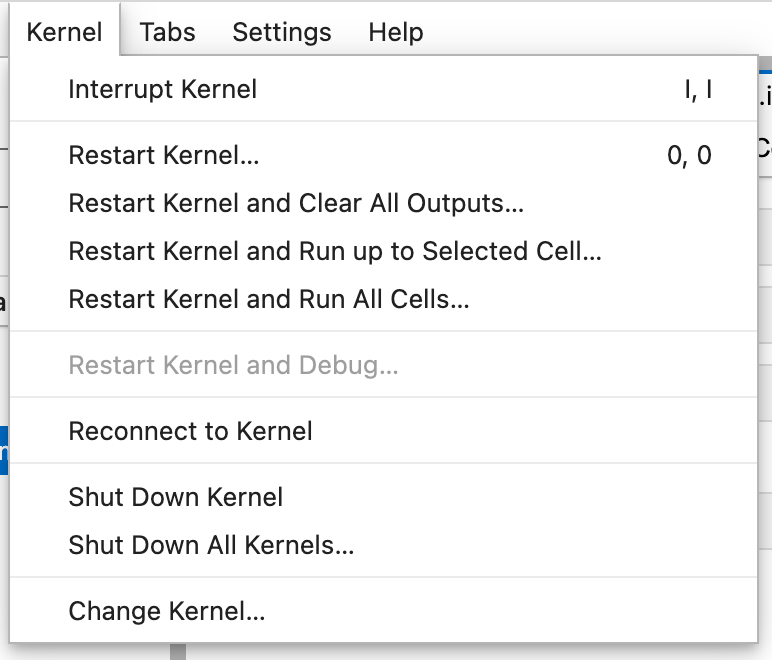 Kernel Tabs Settings Help
Interrupt Kernel I, I
Restart Kernel... 0, 0
Restart Kernel and Clear All Outputs...
Restart Kernel and Run up to Selected Cell...
Restart Kernel and Run All Cells...
Restart Kernel and Debug...
Reconnect to Kernel
Shut Down Kernel
Shut Down All Kernels...
Change Kernel...